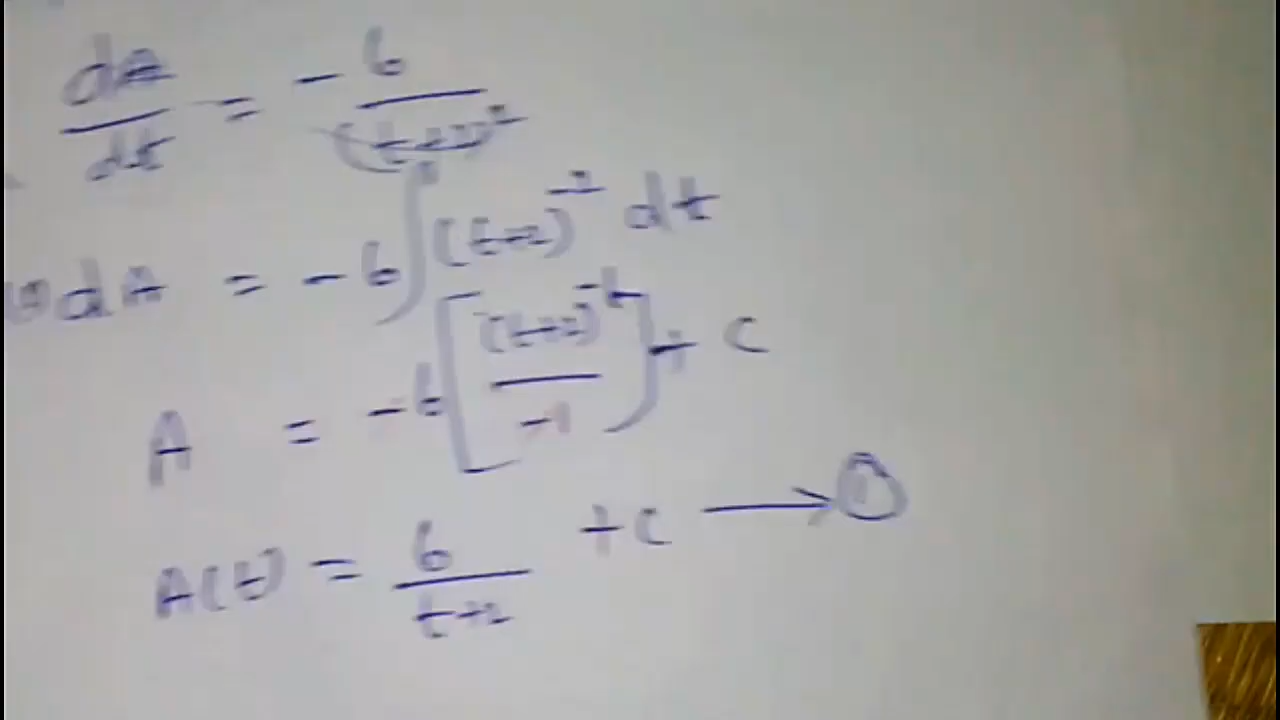 dA/dt = - 6/(t+2)²
dA = - 6 ∫ (t+2)⁻² dt
A = -6 [ (t+2)⁻¹ / -1 ] + c
A(t) = 6/(t+2) + c → ①